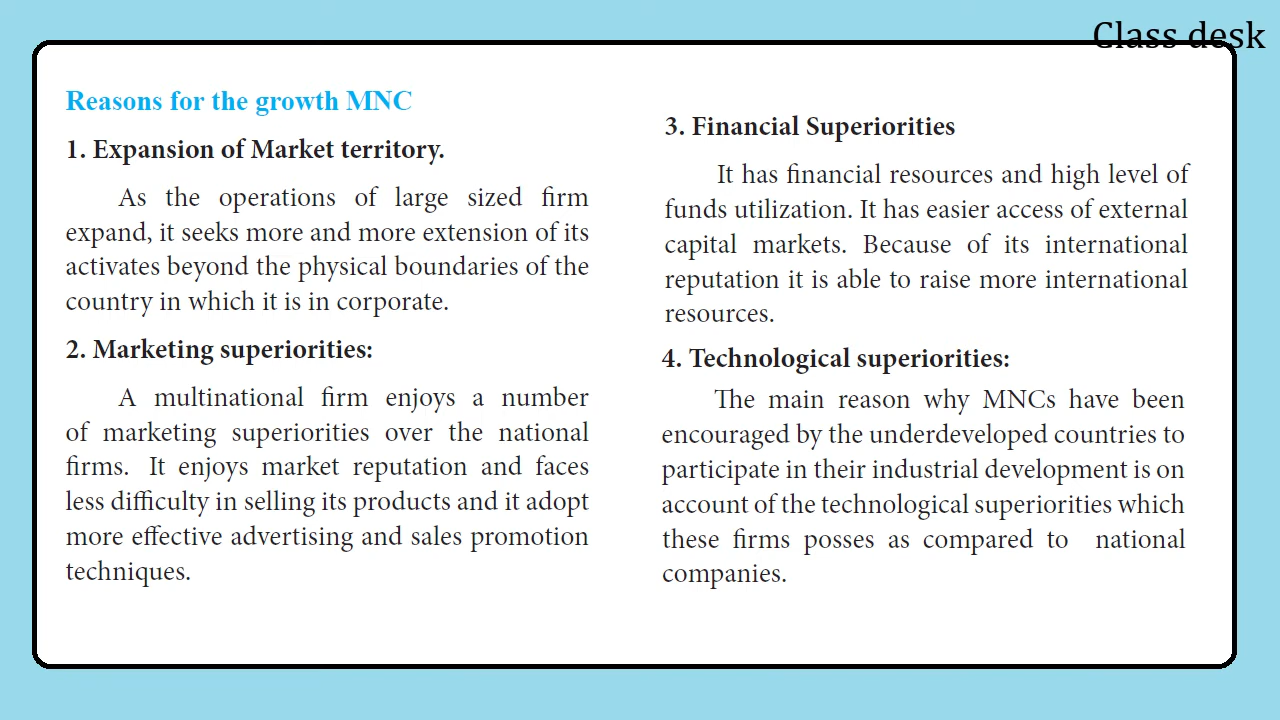 Class desk
Reasons for the growth MNC
1. Expansion of Market territory.
As the operations of large sized firm
expand, it seeks more and more extension of its
activates beyond the physical boundaries of the
country in which it is in corporate.
2. Marketing superiorities:
A multinational firm enjoys a number
of marketing superiorities over the national
firms. It enjoys market reputation and faces
less difficulty in selling its products and it adopt
more effective advertising and sales promotion
techniques.
3. Financial Superiorities
It has financial resources and high level of
funds utilization. It has easier access of external
capital markets. Because of its international
reputation it is able to raise more international
resources.
4. Technological superiorities:
The main reason why MNCs have been
encouraged by the underdeveloped countries to
participate in their industrial development is on
account of the technological superiorities which
these firms posses as compared to national
companies.